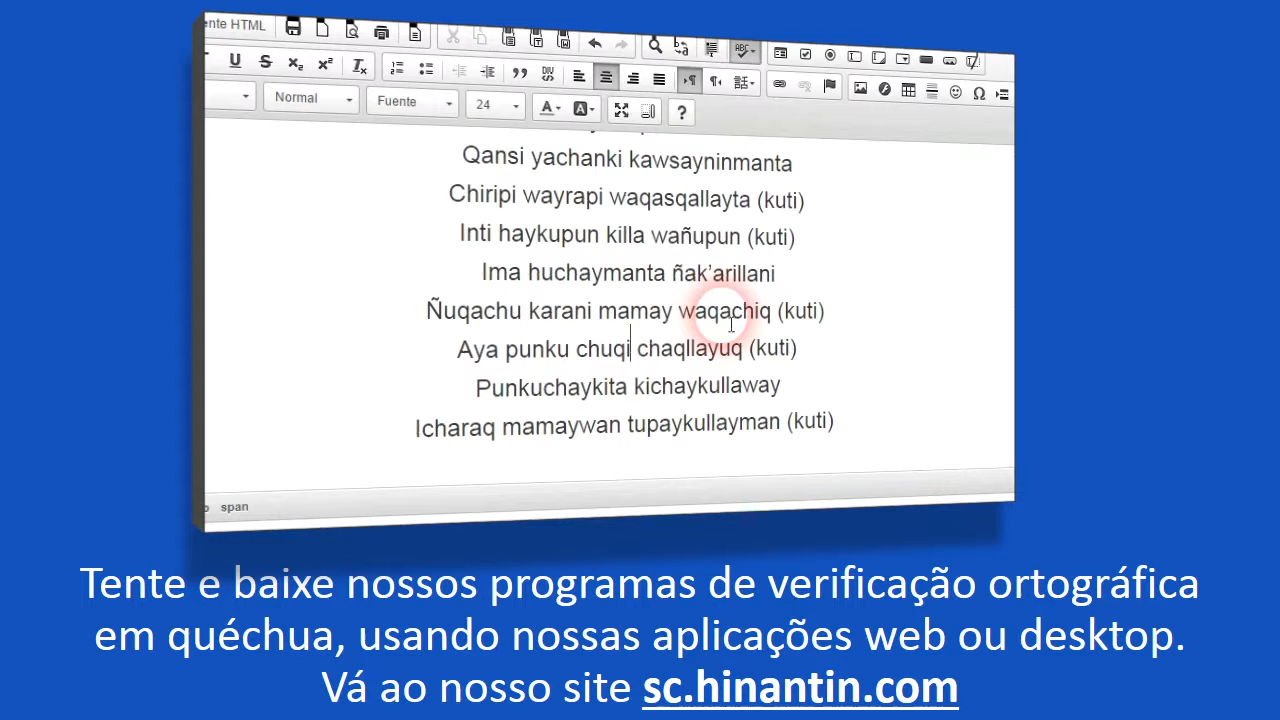 ente HTML
Normal Fuente 24
Qansi yachanki kawsayninmanta
Chiripi wayrapi waqasqallayta (kuti)
Inti haykupun killa wañupun (kuti)
Ima huchaymanta ñak’arillani
Ñuqachu karani mamay waqachiq (kuti)
Aya punku chuqi chaqllayuq (kuti)
Punkuchaykita kichaykullaway
Icharaq mamaywan tupaykullayman (kuti)
span
Tente e baixe nossos programas de verificação ortográfica
em quéchua, usando nossas aplicações web ou desktop.
Vá ao nosso site sc.hinantin.com